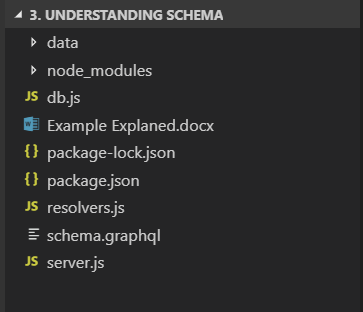 3. UNDERSTANDING SCHEMA
data
node_modules
JS db.js
Example Explaned.docx
{} package-lock.json
{} package.json
JS resolvers.js
schema.graphql
JS server.js